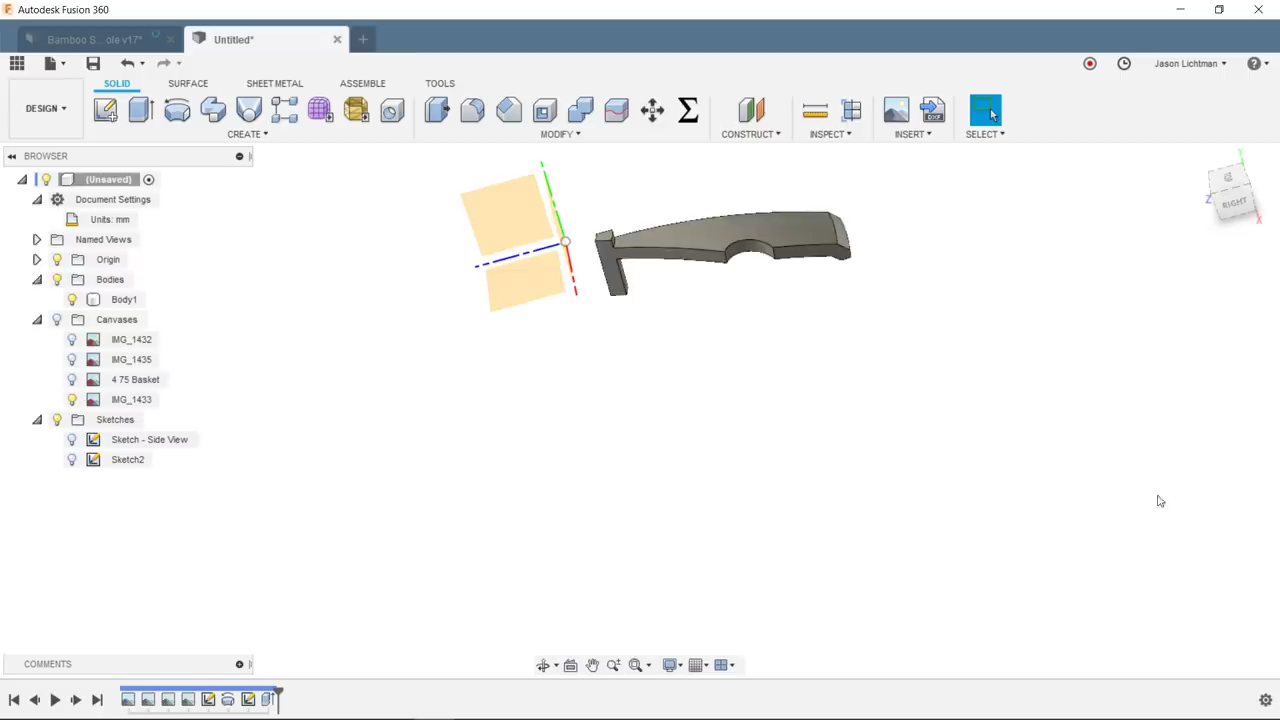 Autodesk Fusion 360
Bamboo S... ole v17*
Untitled*
Jason Lichtman
SOLID
SURFACE
SHEET METAL
ASSEMBLE
TOOLS
DESIGN
CREATE
MODIFY
CONSTRUCT
INSPECT
INSERT
SELECT
BROWSER
(Unsaved)
Document Settings
Units: mm
Named Views
Origin
Bodies
Body1
Canvases
IMG_1432
IMG_1435
4 75 Basket
IMG_1433
Sketches
Sketch - Side View
Sketch2
Y
Z
RIGHT
X
COMMENTS